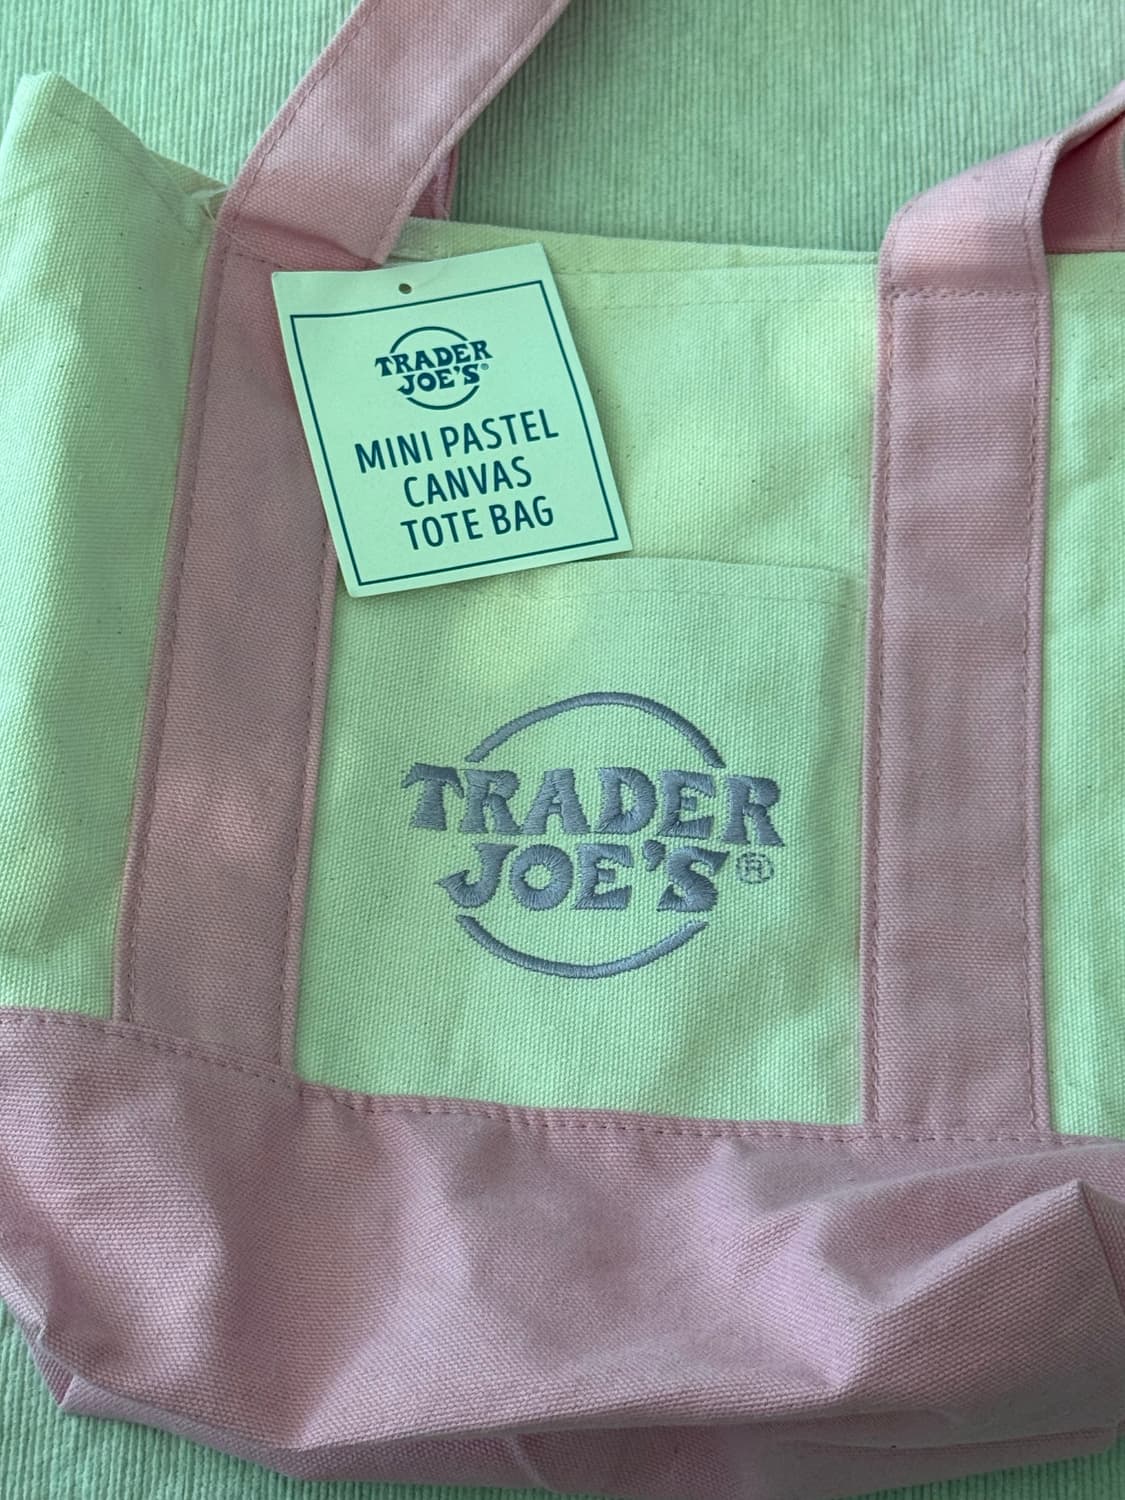 TRADER
JOE'S®
MINI PASTEL
CANVAS
TOTE BAG
TRADER
JOE'S®